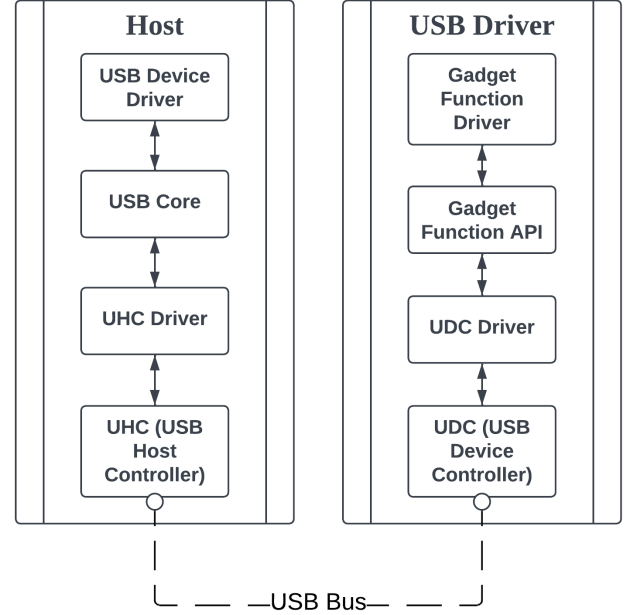 Host
USB Device
Driver
USB Core
UHC Driver
UHC (USB
Host
Controller)
USB Driver
Gadget
Function
Driver
Gadget
Function API
UDC Driver
UDC (USB
Device
Controller)
USB Bus